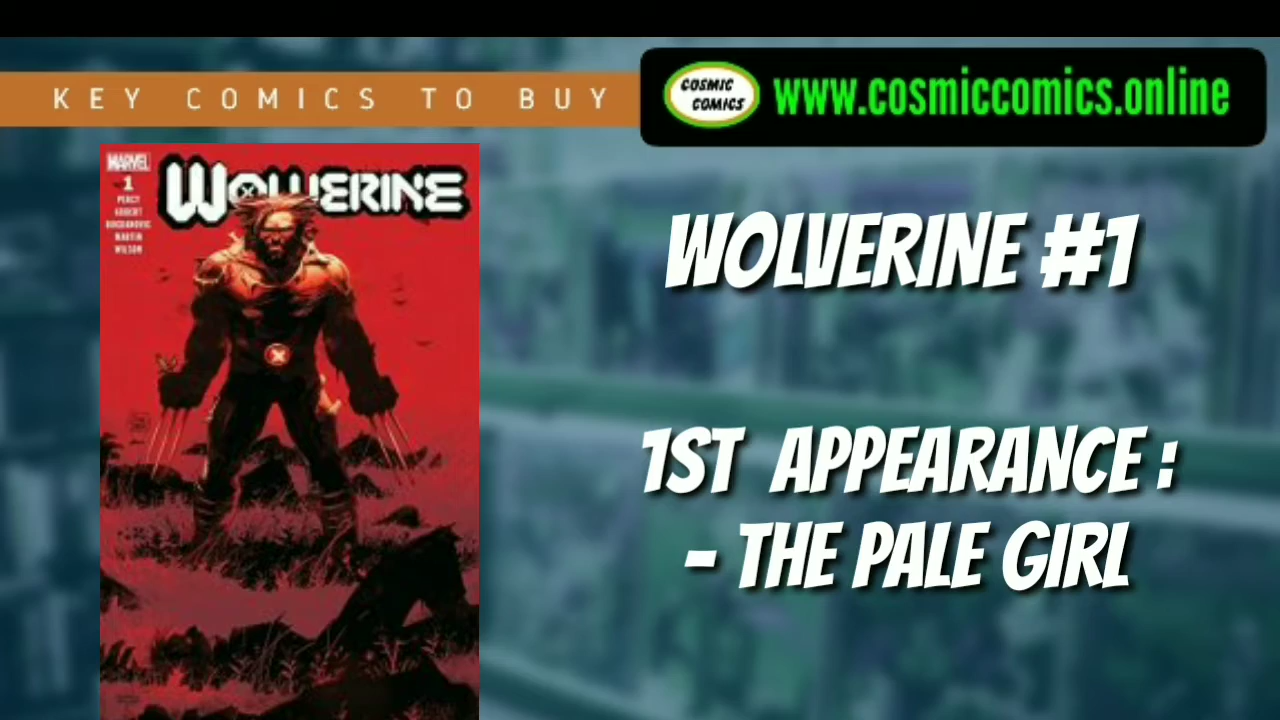 KEY COMICS TO BUY
COSMIC
COMICS
www.cosmiccomics.online
MARVEL
1
PERCY
KUBERT
BOGDANOVIC
MARTIN
WILSON
WOLVERINE
WOLVERINE #1
1ST APPEARANCE :
- THE PALE GIRL